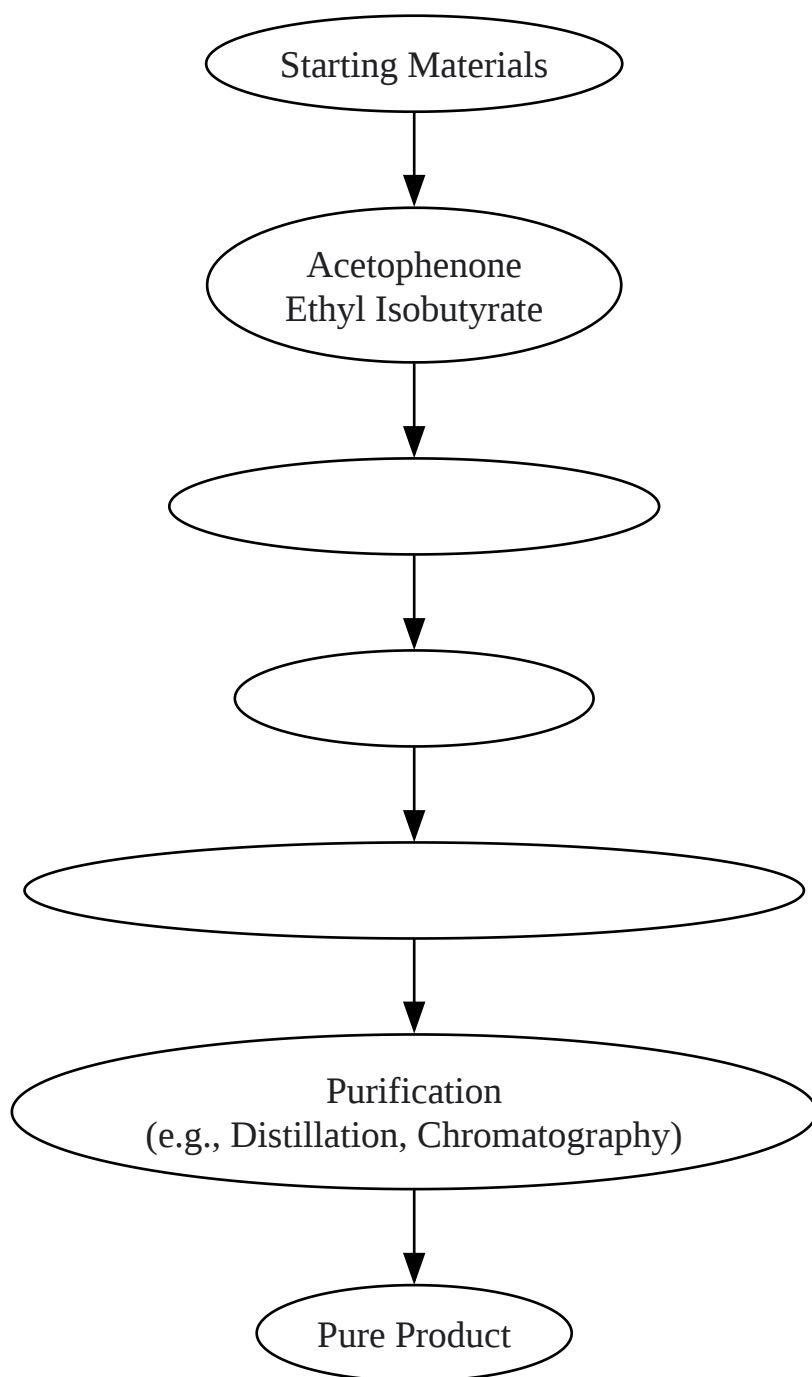 Starting Materials
Acetophenone
Ethyl Isobutyrate
Purification
(e.g., Distillation, Chromatography)
Pure Product